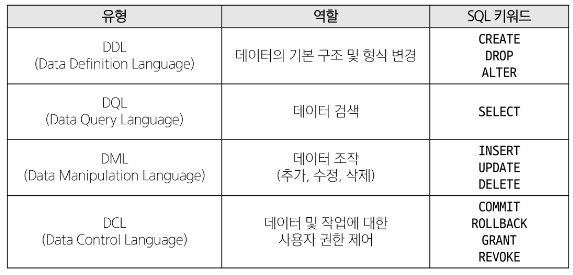 유형 역할 SQL 키워드
DDL
(Data Definition Language)
데이터의 기본 구조 및 형식 변경
CREATE
DROP
ALTER
DQL
(Data Query Language)
데이터 검색
SELECT
DML
(Data Manipulation Language)
데이터 조작
(추가, 수정, 삭제)
INSERT
UPDATE
DELETE
DCL
(Data Control Language)
데이터 및 작업에 대한
사용자 권한 제어
COMMIT
ROLLBACK
GRANT
REVOKE